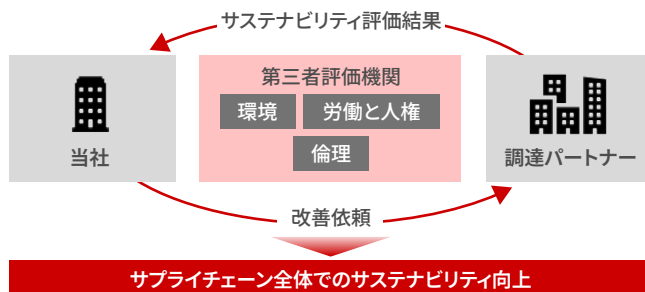 サステナビリティ評価結果
第三者評価機関
環境
労働と人権
倫理
当社
調達パートナー
改善依頼
サプライチェーン全体でのサステナビリティ向上